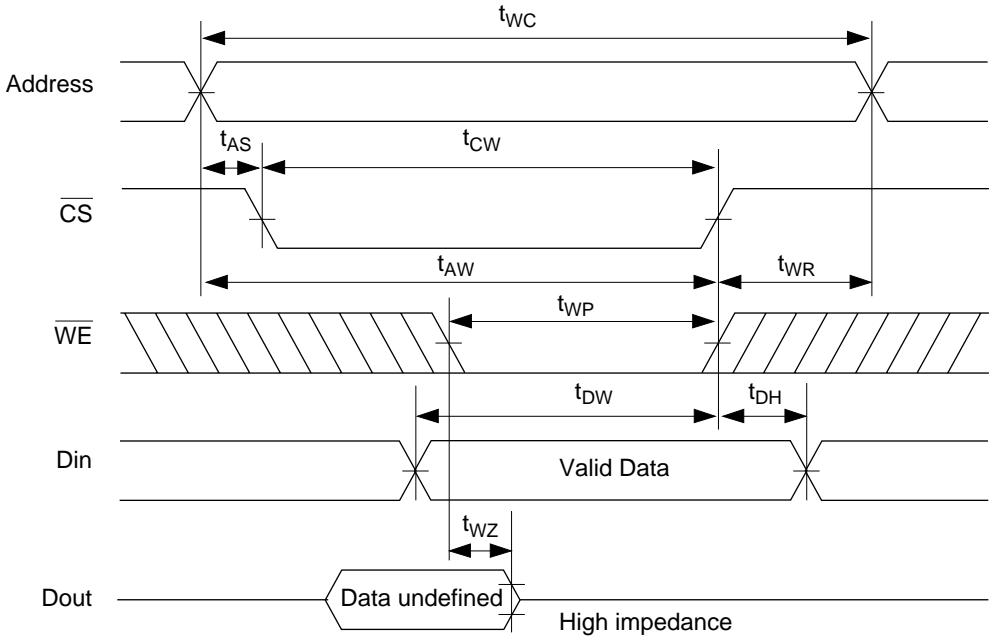 tWC
Address
tAS
tCW
CS
tAW
tWR
WE
tWP
tDW
tDH
Din
Valid Data
tWZ
Dout
Data undefined
High impedance